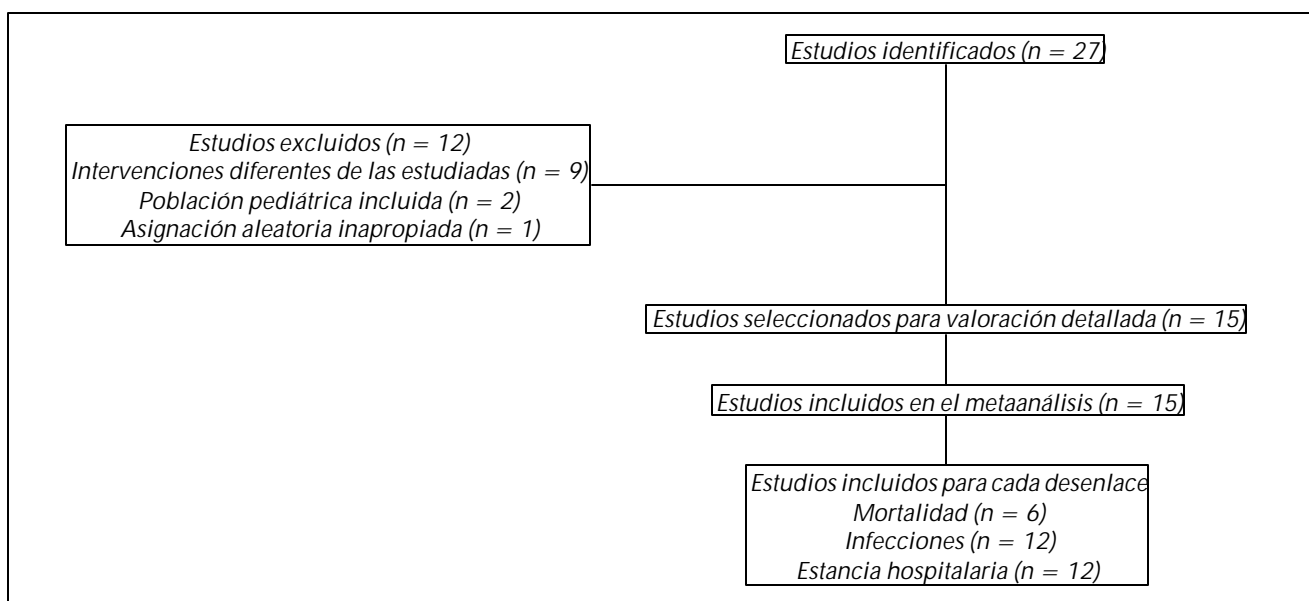 Estudios identificados (n = 27)
Estudios excluidos (n = 12)
Intervenciones diferentes de las estudiadas (n = 9)
Población pediátrica incluida (n = 2)
Asignación aleatoria inapropiada (n = 1)
Estudios seleccionados para valoración detallada (n = 15)
Estudios incluidos en el metaanálisis (n = 15)
Estudios incluidos para cada desenlace
Mortalidad (n = 6)
Infecciones (n = 12)
Estancia hospitalaria (n = 12)